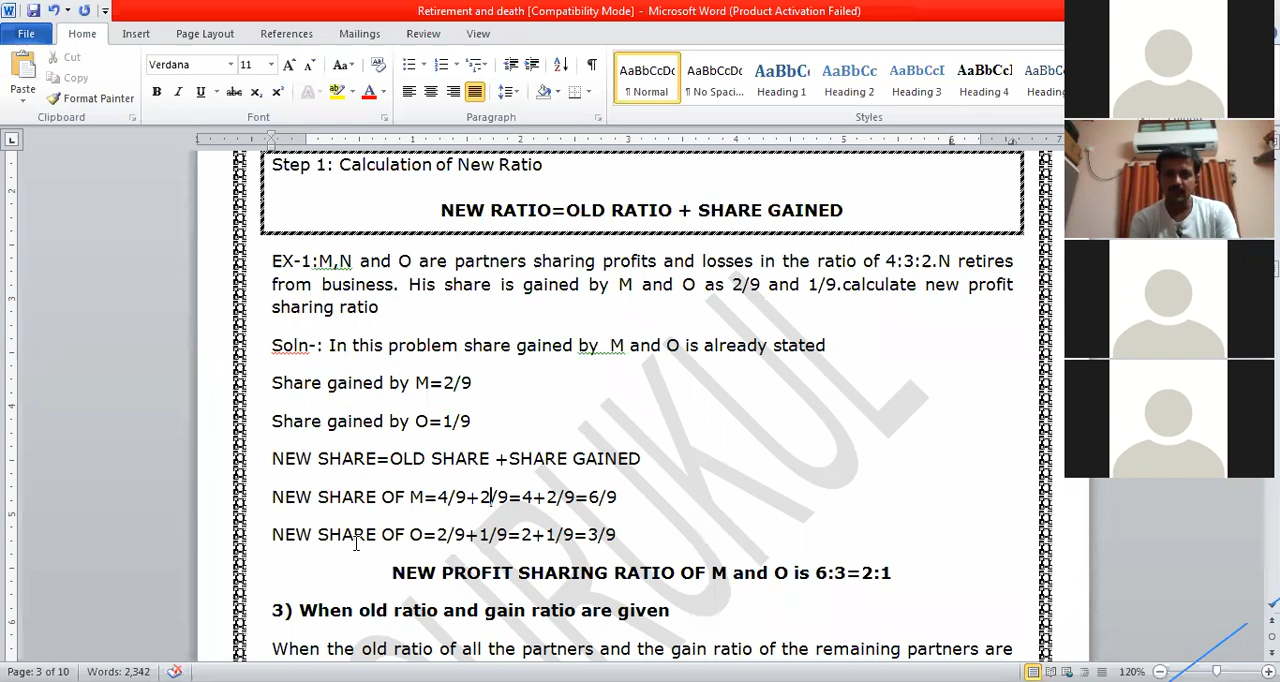 Retirement and death [Compatibility Mode] - Microsoft Word (Product Activation Failed)
File Home Insert Page Layout References Mailings Review View
Paste
Cut
Copy
Format Painter
Clipboard
Verdana 11
Font
Paragraph
AaBbCcDc AaBbCcDc AaBbC AaBbCc AaBbCcI AaBbCcI AaBbC
¶ Normal ¶ No Spaci... Heading 1 Heading 2 Heading 3 Heading 4 Heading
Styles
1 2 3 4 5 6 7
Step 1: Calculation of New Ratio
NEW RATIO=OLD RATIO + SHARE GAINED
EX-1:M,N and O are partners sharing profits and losses in the ratio of 4:3:2.N retires
from business. His share is gained by M and O as 2/9 and 1/9.calculate new profit
sharing ratio
Soln-: In this problem share gained by M and O is already stated
Share gained by M=2/9
Share gained by O=1/9
NEW SHARE=OLD SHARE +SHARE GAINED
NEW SHARE OF M=4/9+2/9=4+2/9=6/9
NEW SHARE OF O=2/9+1/9=2+1/9=3/9
NEW PROFIT SHARING RATIO OF M and O is 6:3=2:1
3) When old ratio and gain ratio are given
When the old ratio of all the partners and the gain ratio of the remaining partners are
URUKUL
Page: 3 of 10 Words: 2,342 120%